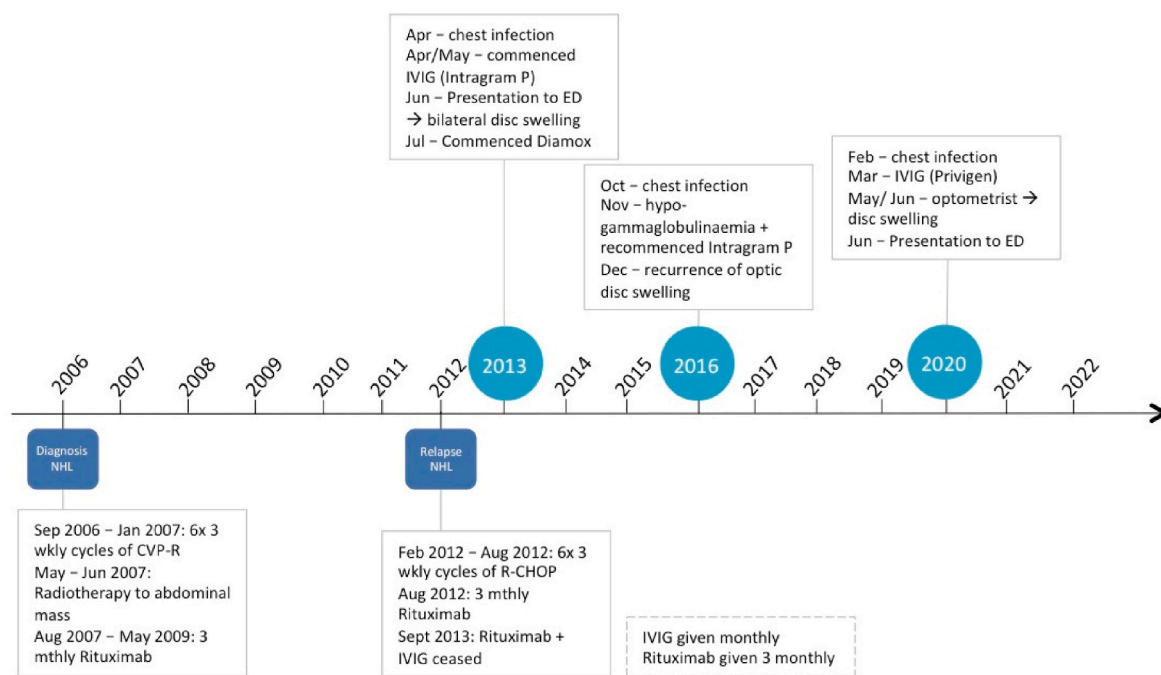 Apr – chest infection
Apr/May – commenced
IVIG (Intragram P)
Jun – Presentation to ED
→ bilateral disc swelling
Jul – Commenced Diamox
Oct – chest infection
Nov – hypo-
gammaglobulinaemia +
recommenced Intragram P
Dec – recurrence of optic
disc swelling
Feb – chest infection
Mar – IVIG (Privigen)
May/ Jun – optometrist →
disc swelling
Jun – Presentation to ED
2006
2007
2008
2009
2010
2011
2012
2013
2014
2015
2016
2017
2018
2019
2020
2021
2022
Diagnosis
NHL
Relapse
NHL
Sep 2006 – Jan 2007: 6x 3
wkly cycles of CVP-R
May – Jun 2007:
Radiotherapy to abdominal
mass
Aug 2007 – May 2009: 3
mthly Rituximab
Feb 2012 – Aug 2012: 6x 3
wkly cycles of R-CHOP
Aug 2012: 3 mthly
Rituximab
Sept 2013: Rituximab +
IVIG ceased
IVIG given monthly
Rituximab given 3 monthly